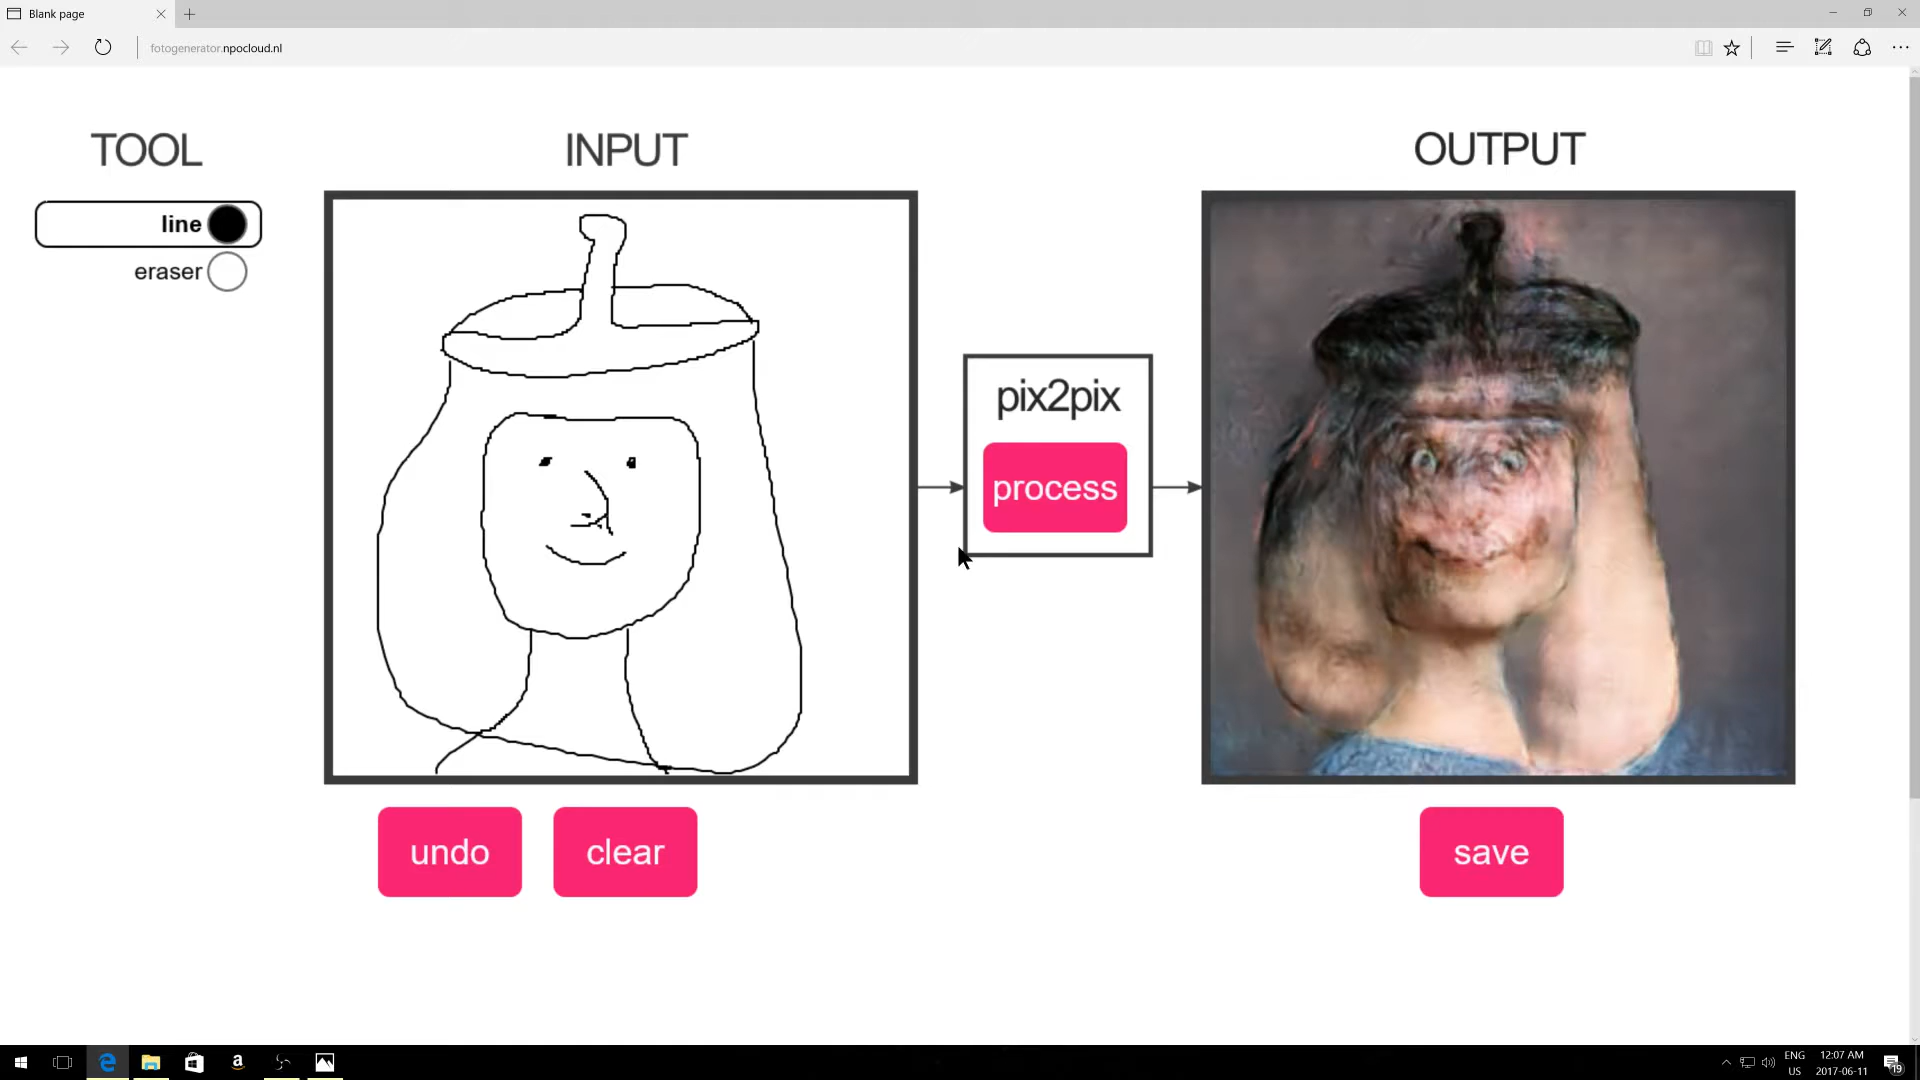 Blank page
fotogenerator.npocloud.nl
TOOL
INPUT
OUTPUT
line
eraser
pix2pix
process
undo
clear
save
ENG
US
12:07 AM
2017-06-11
19